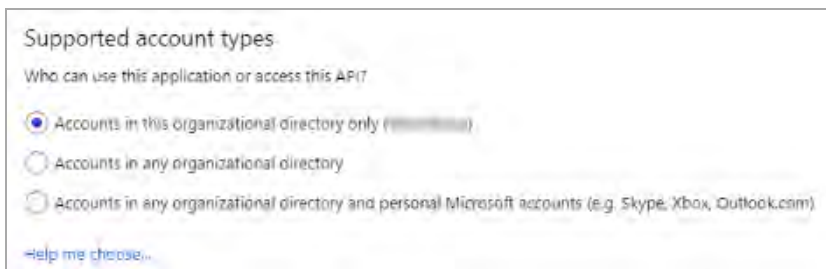 Supported account types
Who can use this application or access this API?
Accounts in this organizational directory only (
Accounts in any organizational directory
Accounts in any organizational directory and personal Microsoft accounts (e.g. Skype, Xbox, Outlook.com)
Help me choose...